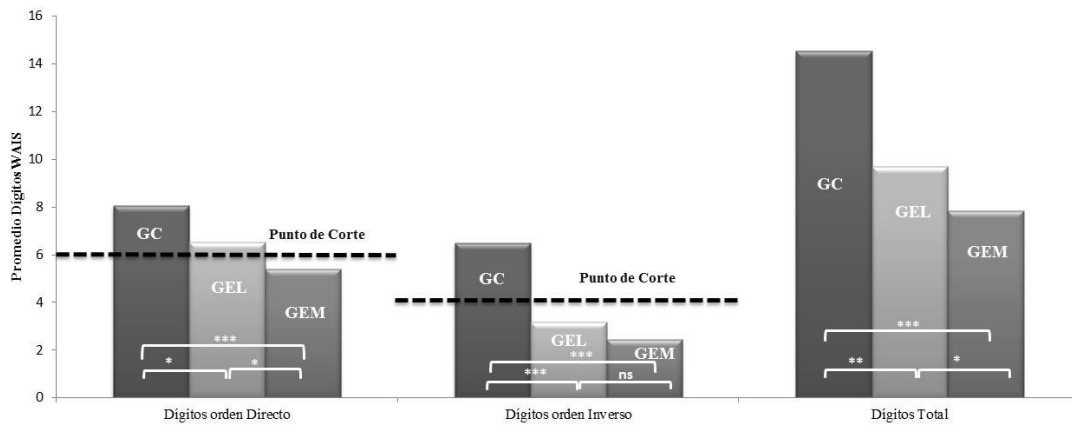 16
14
12
10
8
6
4
2
0
Promedio Dígitos WAIS
GC
GEL
GEM
Punto de Corte
***
*
*
GC
GEL
GEM
Punto de Corte
***
***
ns
GC
GEL
GEM
***
**
*
Dígitos orden Directo
Dígitos orden Inverso
Dígitos Total